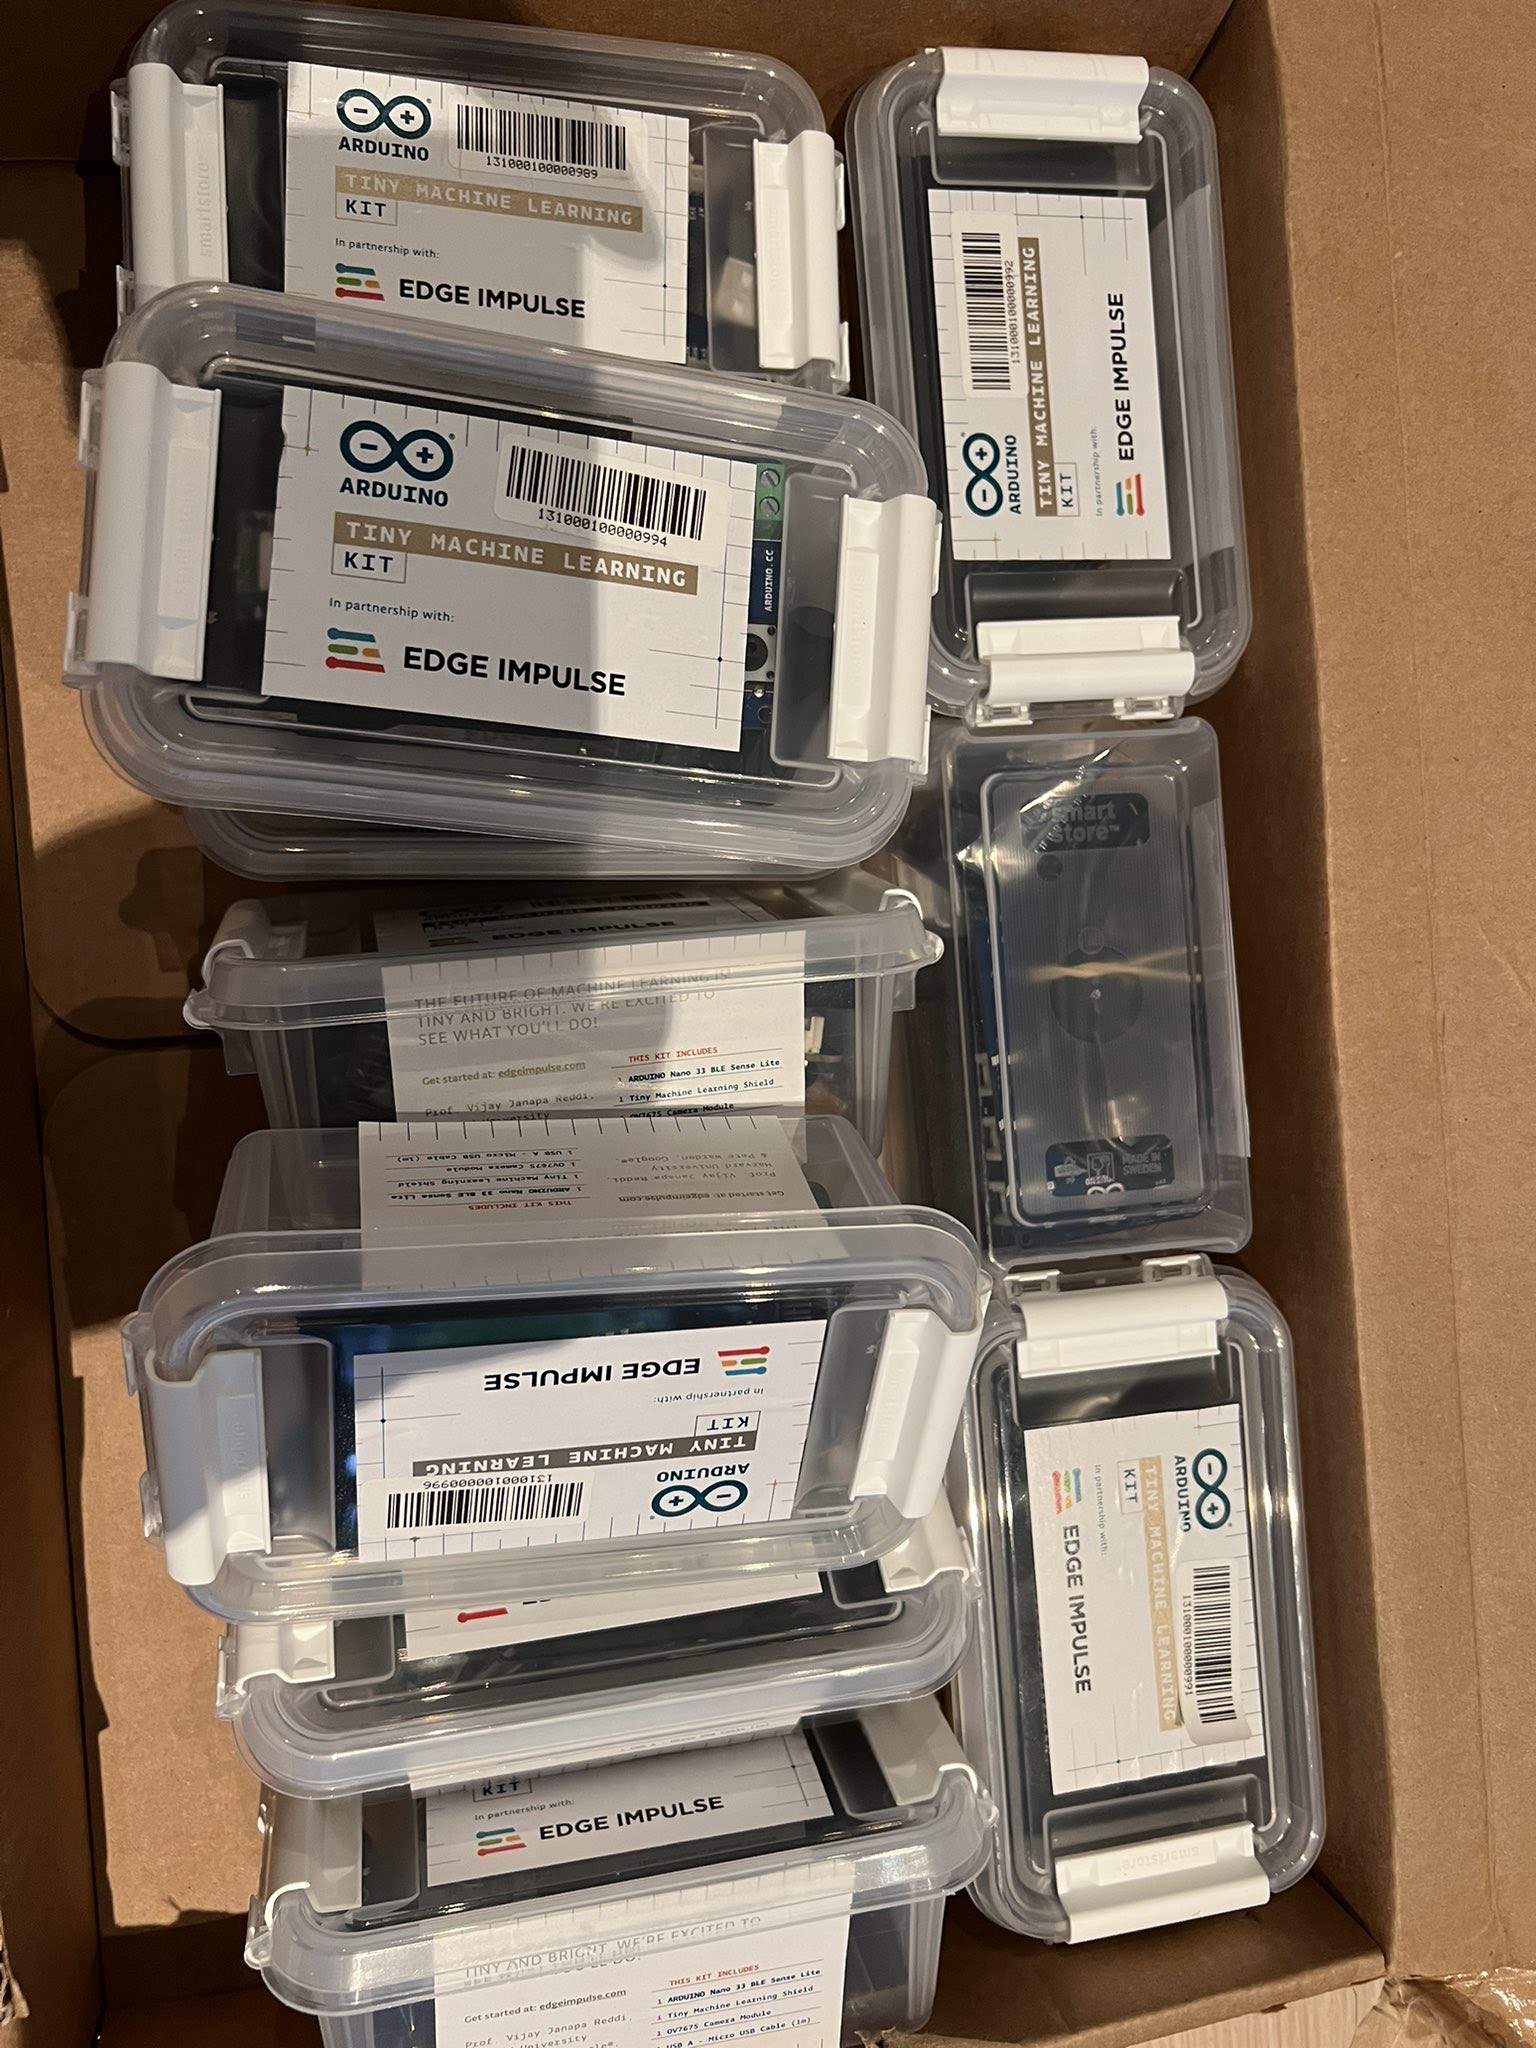 ARDUINO
131000100000989
TINY MACHINE LEARNING
KIT
In partnership with:
EDGE IMPULSE
smartstore
131000100000992
ARDUINO
TINY MACHINE LEARNING
KIT
In partnership with:
EDGE IMPULSE
ARDUINO
131000100000994
TINY MACHINE LEARNING
KIT
In partnership with:
EDGE IMPULSE
ARDUINO.CC
smart
store™
MADE IN
SWEDEN
EDGE IMPULSE
THE FUTURE OF MACHINE LEARNING IS
TINY AND BRIGHT. WE'RE EXCITED TO
SEE WHAT YOU'LL DO!
Get started at: edgeimpulse.com
Prof. Vijay Janapa Reddi,
THIS KIT INCLUDES
1 ARDUINO Nano 33 BLE Sense Lite
1 Tiny Machine Learning Shield
1 OV7675 Camera Module
Get started at edgeimpulse.com
Prof. Vijay Janapa Reddi,
Harvard University
& Pete Warden, Google®.
THIS KIT INCLUDES
1 ARDUINO Nano 33 BLE Sense Lite
1 Tiny Machine Learning Shield
1 OV7675 Camera Module
1 USB A - Micro USB Cable (1m)
ARDUINO
131000100000996
TINY MACHINE LEARNING
KIT
In partnership with:
EDGE IMPULSE
ARDUINO
131000100000991
TINY MACHINE LEARNING
KIT
In partnership with:
EDGE IMPULSE
smartstore™
KIT
In partnership with:
EDGE IMPULSE
TINY AND BRIGHT. WE'RE EXCITED TO
Get started at: edgeimpulse.com
Prof. Vijay Janapa Reddi,
University
THIS KIT INCLUDES
1 ARDUINO Nano 33 BLE Sense Lite
1 Tiny Machine Learning Shield
1 OV7675 Camera Module
USB A - Micro USB Cable (1m)